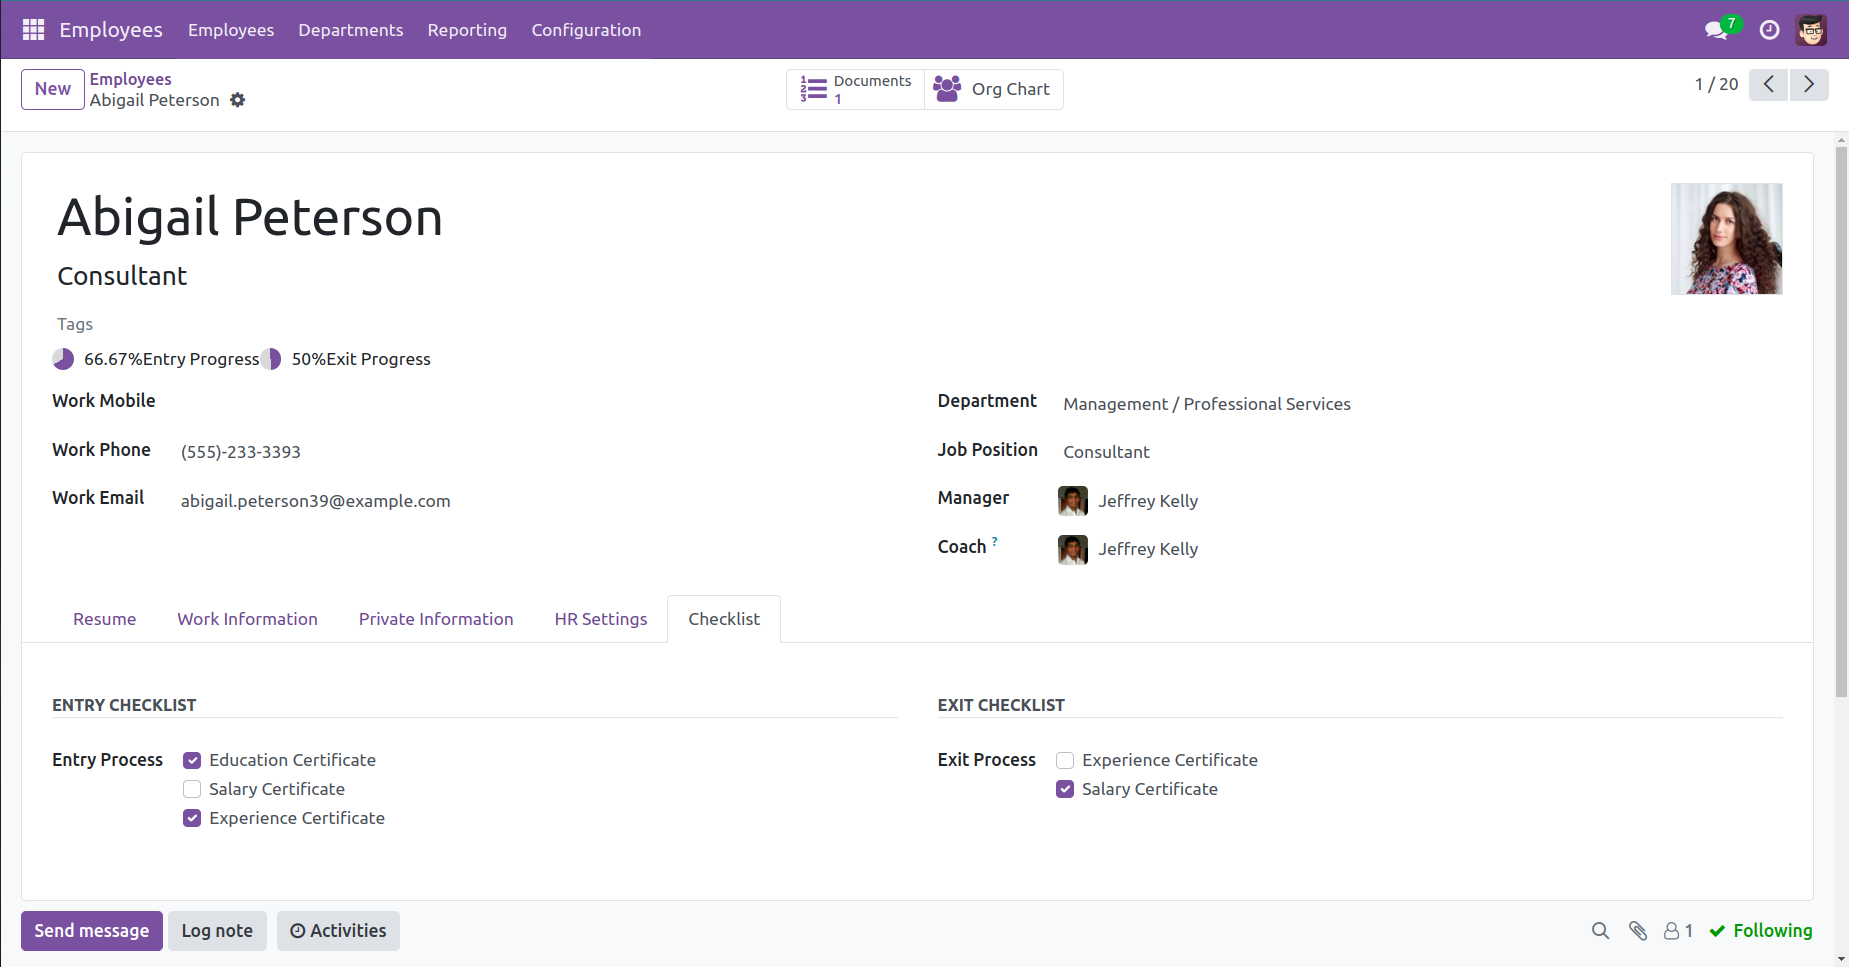 Employees Employees Departments Reporting Configuration 7
New Employees
Abigail Peterson
Documents
1
Org Chart
1 / 20
Abigail Peterson
Consultant
Tags
66.67%Entry Progress 50%Exit Progress
Work Mobile
Work Phone (555)-233-3393
Work Email abigail.peterson39@example.com
Department Management / Professional Services
Job Position Consultant
Manager Jeffrey Kelly
Coach ? Jeffrey Kelly
Resume Work Information Private Information HR Settings Checklist
ENTRY CHECKLIST
Entry Process Education Certificate
Salary Certificate
Experience Certificate
EXIT CHECKLIST
Exit Process Experience Certificate
Salary Certificate
Send message Log note Activities 1 Following